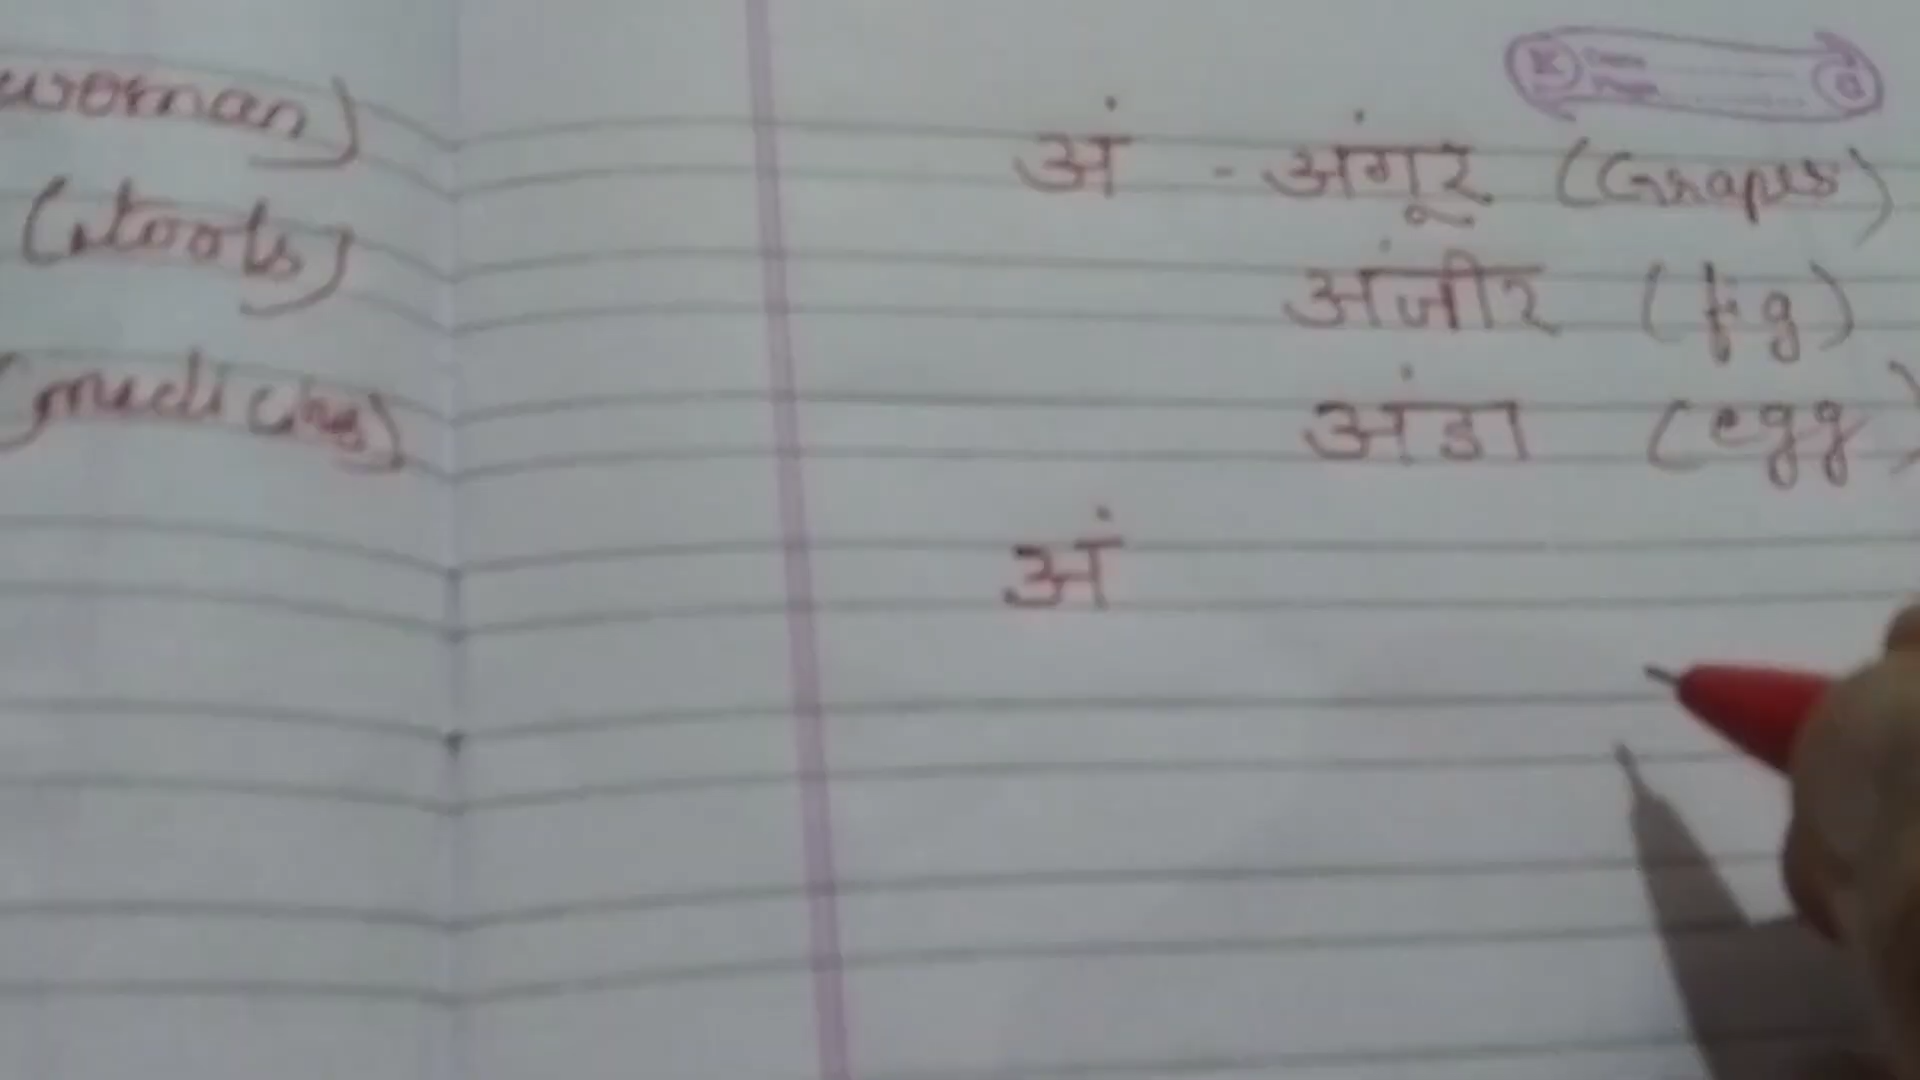 woman)
(tools)
(medicines)
अं - अंगूर (Grapes)
अंजीर (fig)
अंडा (egg)
अं